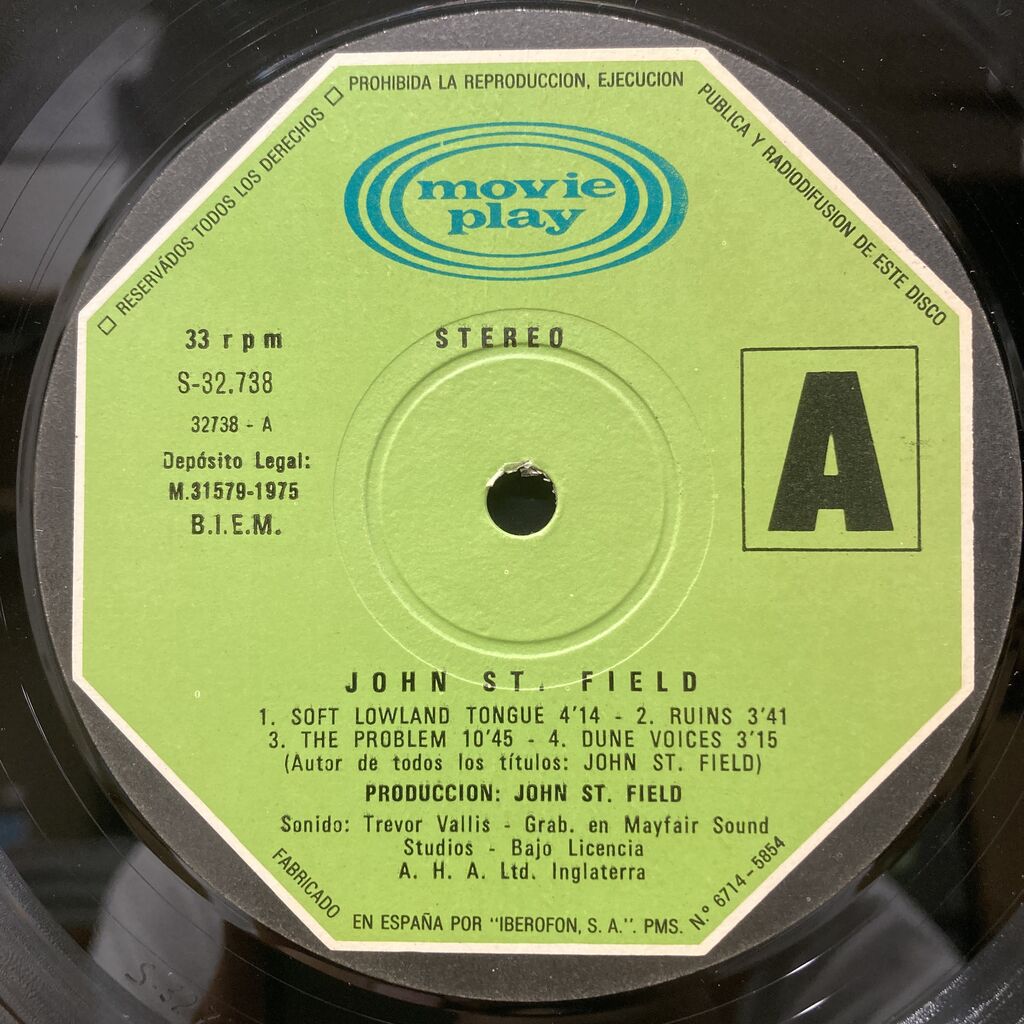 □ RESERVADOS TODOS LOS DERECHOS □ PROHIBIDA LA REPRODUCCION, EJECUCION PUBLICA Y RADIODIFUSION DE ESTE DISCO
movie
play
33 rpm
STEREO
S-32.738
32738 - A
Depósito Legal:
M.31579-1975
B.I.E.M.
A
JOHN ST. FIELD
1. SOFT LOWLAND TONGUE 4'14 - 2. RUINS 3'41
3. THE PROBLEM 10'45 - 4. DUNE VOICES 3'15
(Autor de todos los títulos: JOHN ST. FIELD)
PRODUCCION: JOHN ST. FIELD
Sonido: Trevor Vallis - Grab. en Mayfair Sound
Studios - Bajo Licencia
A. H. A. Ltd. Inglaterra
FABRICADO EN ESPAÑA POR "IBEROFON, S. A.". PMS. N.º 6714-5854